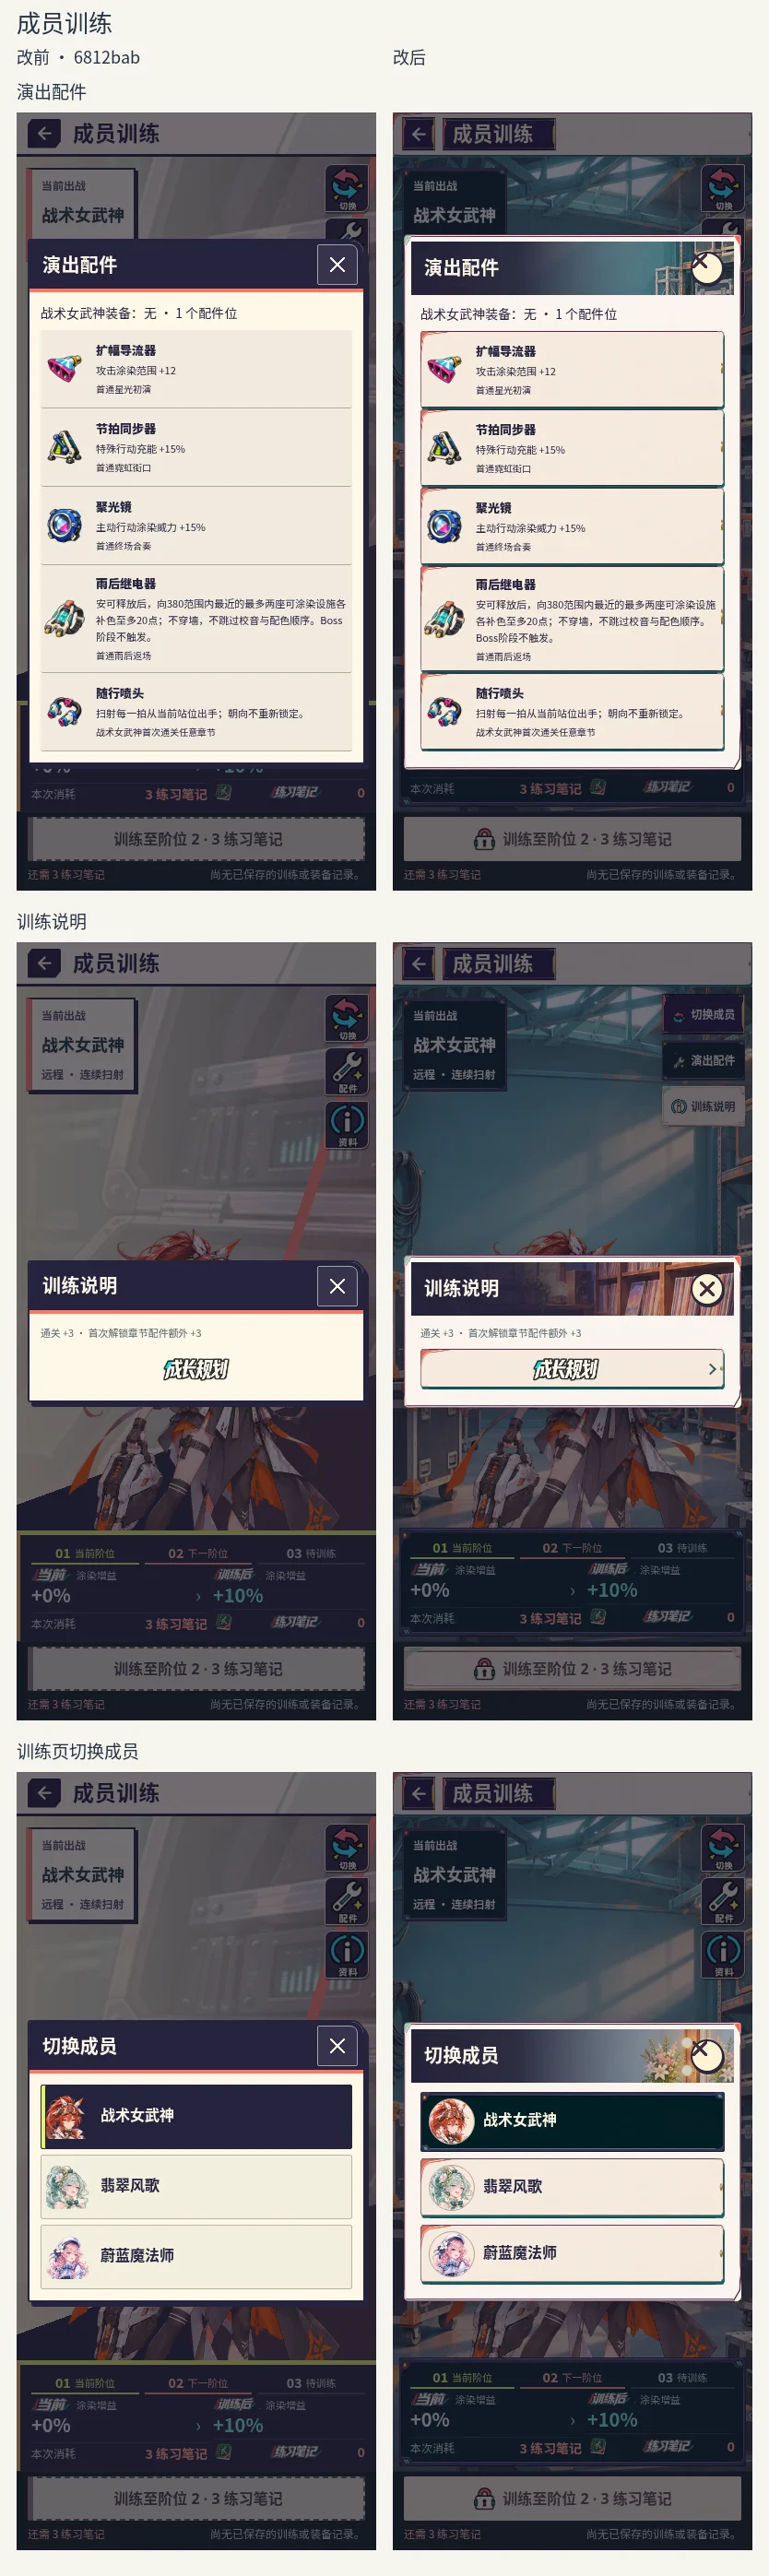 成员训练
改前 · 6812bab
改后
演出配件
成员训练
当前出战
战术女武神
切换
演出配件
战术女武神装备：无 · 1 个配件位
扩幅导流器
攻击涂染范围 +12
首通星光初演
节拍同步器
特殊行动充能 +15%
首通霓虹街口
聚光镜
主动行动涂染威力 +15%
首通终场合奏
雨后继电器
安可释放后，向380范围内最近的最多两座可涂染设施各
补色至多20点；不穿墙，不跳过校音与配色顺序。Boss
阶段不触发。
首通雨后返场
随行喷头
扫射每一拍从当前站位出手；朝向不重新锁定。
战术女武神首次通关任意章节
本次消耗
3 练习笔记
练习笔记
0
训练至阶位 2 · 3 练习笔记
还需 3 练习笔记
尚无已保存的训练或装备记录。
成员训练
当前出战
战术女武神
切换
演出配件
战术女武神装备：无 · 1 个配件位
扩幅导流器
攻击涂染范围 +12
首通星光初演
节拍同步器
特殊行动充能 +15%
首通霓虹街口
聚光镜
主动行动涂染威力 +15%
首通终场合奏
雨后继电器
安可释放后，向380范围内最近的最多两座可涂染设施
各补色至多20点；不穿墙，不跳过校音与配色顺序。
Boss阶段不触发。
首通雨后返场
随行喷头
扫射每一拍从当前站位出手；朝向不重新锁定。
战术女武神首次通关任意章节
本次消耗
3 练习笔记
练习笔记
0
训练至阶位 2 · 3 练习笔记
还需 3 练习笔记
尚无已保存的训练或装备记录。
训练说明
成员训练
当前出战
战术女武神
远程 · 连续扫射
切换
配件
资料
训练说明
通关 +3 · 首次解锁章节配件额外 +3
成长规划
01 当前阶位
02 下一阶位
03 待训练
当前 涂染增益
训练后 涂染增益
+0%
› +10%
本次消耗
3 练习笔记
练习笔记
0
训练至阶位 2 · 3 练习笔记
还需 3 练习笔记
尚无已保存的训练或装备记录。
成员训练
当前出战
战术女武神
远程 · 连续扫射
切换成员
演出配件
训练说明
训练说明
通关 +3 · 首次解锁章节配件额外 +3
成长规划
01 当前阶位
02 下一阶位
03 待训练
当前 涂染增益
训练后 涂染增益
+0%
› +10%
本次消耗
3 练习笔记
练习笔记
0
训练至阶位 2 · 3 练习笔记
还需 3 练习笔记
尚无已保存的训练或装备记录。
训练页切换成员
成员训练
当前出战
战术女武神
远程 · 连续扫射
切换
配件
资料
切换成员
战术女武神
翡翠风歌
蔚蓝魔法师
01 当前阶位
02 下一阶位
03 待训练
当前 涂染增益
训练后 涂染增益
+0%
› +10%
本次消耗
3 练习笔记
练习笔记
0
训练至阶位 2 · 3 练习笔记
还需 3 练习笔记
尚无已保存的训练或装备记录。
成员训练
当前出战
战术女武神
远程 · 连续扫射
切换
配件
资料
切换成员
战术女武神
翡翠风歌
蔚蓝魔法师
01 当前阶位
02 下一阶位
03 待训练
当前 涂染增益
训练后 涂染增益
+0%
› +10%
本次消耗
3 练习笔记
练习笔记
0
训练至阶位 2 · 3 练习笔记
还需 3 练习笔记
尚无已保存的训练或装备记录。